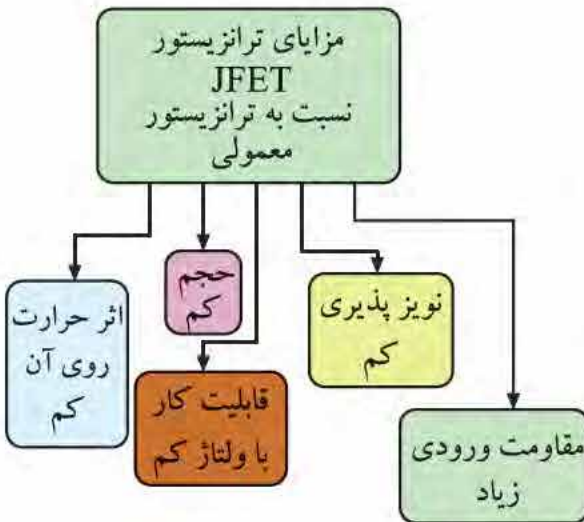 مزایای ترانزیستور
JFET
نسبت به ترانزیستور
معمولی
مقاومت ورودی
زیاد
نویز پذیری
کم
قابلیت کار
با ولتاژ کم
حجم
کم
اثر حرارت
روی آن
کم